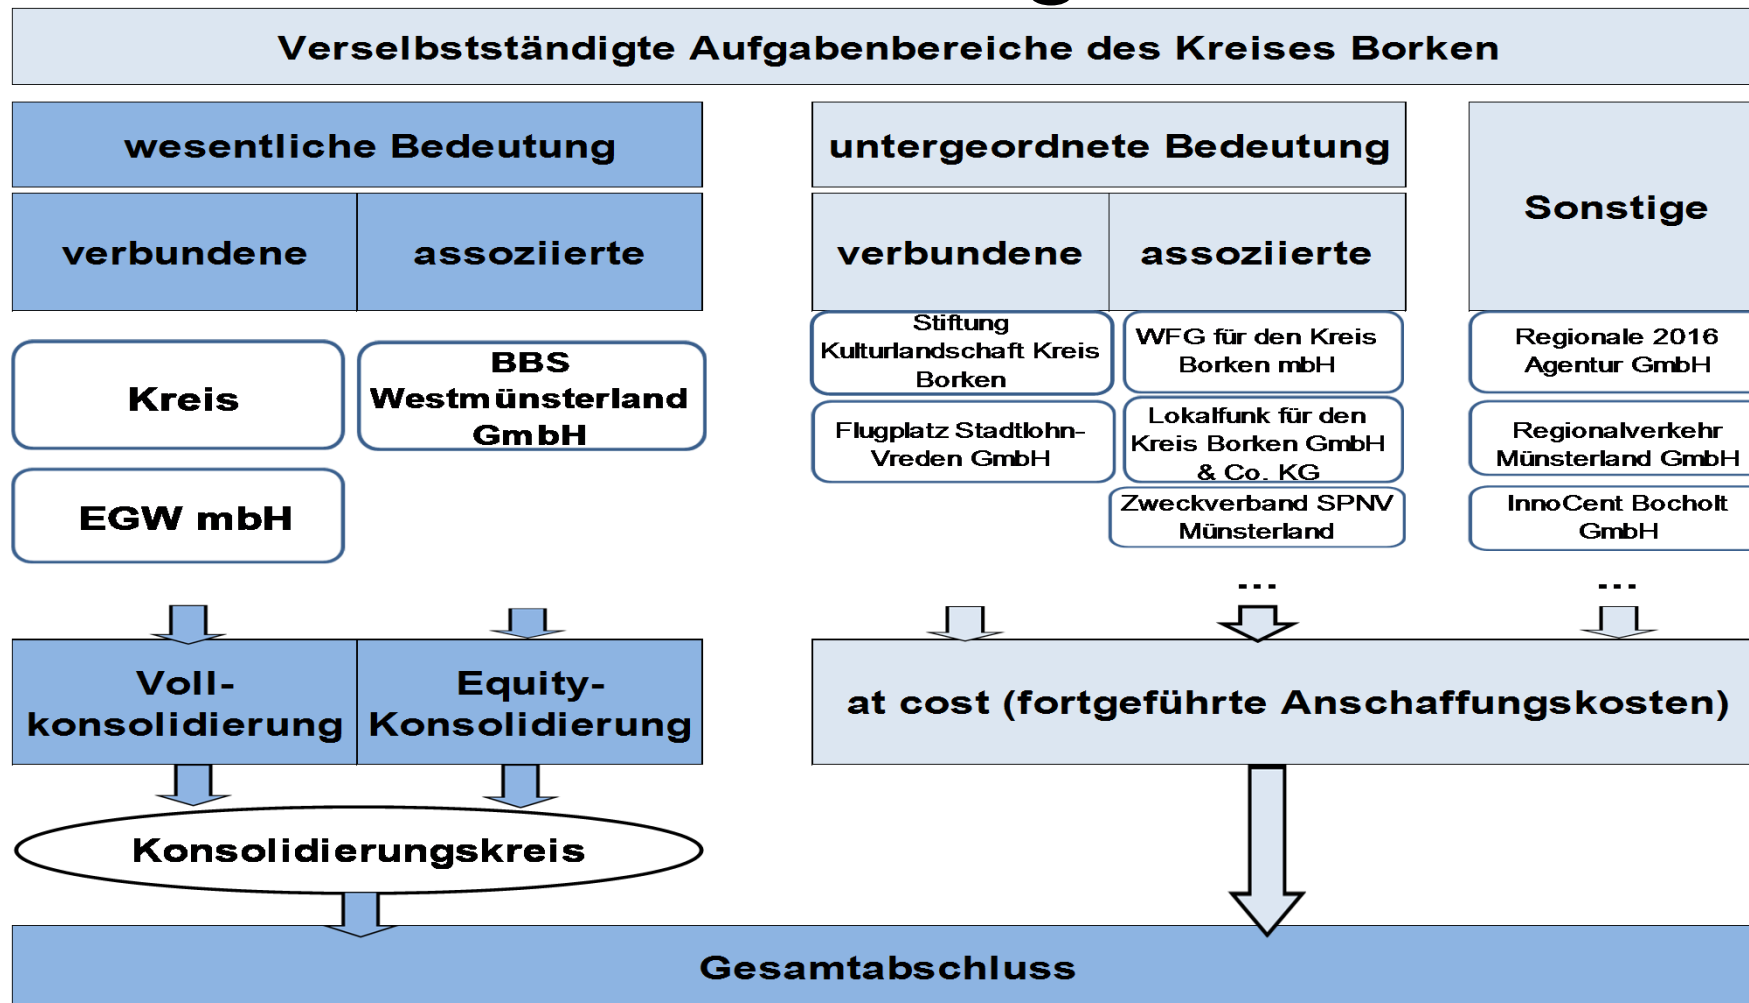 Verselbstständigte Aufgabenbereiche des Kreises Borken
wesentliche Bedeutung
verbundene
assoziierte
Kreis
EGW mbH
BBS
Westmünsterland
GmbH
untergeordnete Bedeutung
verbundene
assoziierte
Stiftung
Kulturlandschaft Kreis
Borken
Flugplatz Stadtlohn-
Vreden GmbH
WFG für den Kreis
Borken mbH
Lokalfunk für den
Kreis Borken GmbH
& Co. KG
Zweckverband SPNV
Münsterland
...
Sonstige
Regionale 2016
Agentur GmbH
Regionalverkehr
Münsterland GmbH
InnoCent Bocholt
GmbH
...
Voll-
konsolidierung
Equity-
Konsolidierung
at cost (fortgeführte Anschaffungskosten)
Konsolidierungskreis
Gesamtabschluss